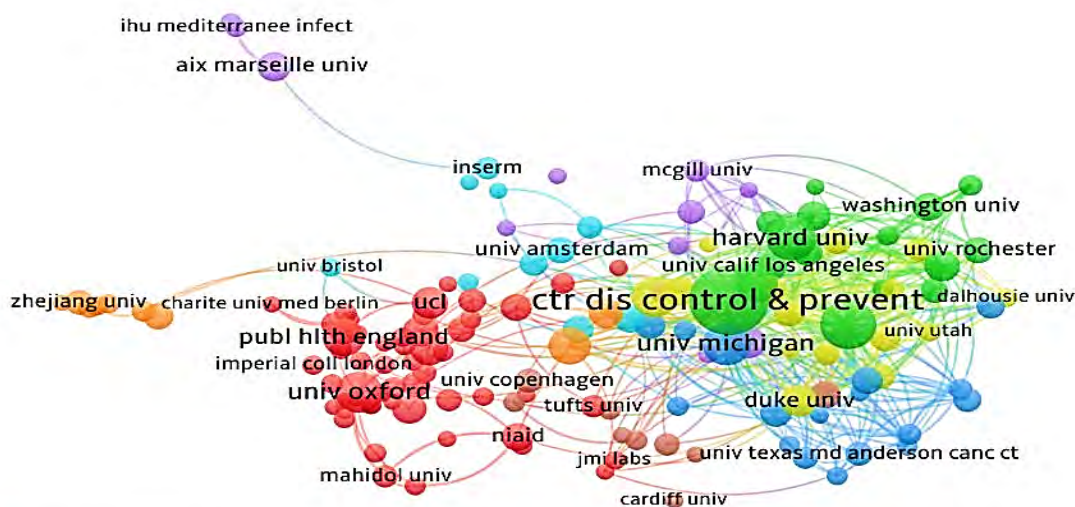 ihu mediterranee infect
aix marseille univ
inserm
mcgill univ
washington univ
harvard univ
univ amsterdam
univ rochester
univ bristol
univ calif los angeles
zhejiang univ
charite univ med berlin
ucl
ctr dis control & prevent
dalhousie univ
publ hlth england
univ michigan
univ utah
imperial coll london
univ copenhagen
univ oxford
tufts univ
duke univ
niaid
jmi labs
univ texas md anderson canc ct
mahidol univ
cardiff univ